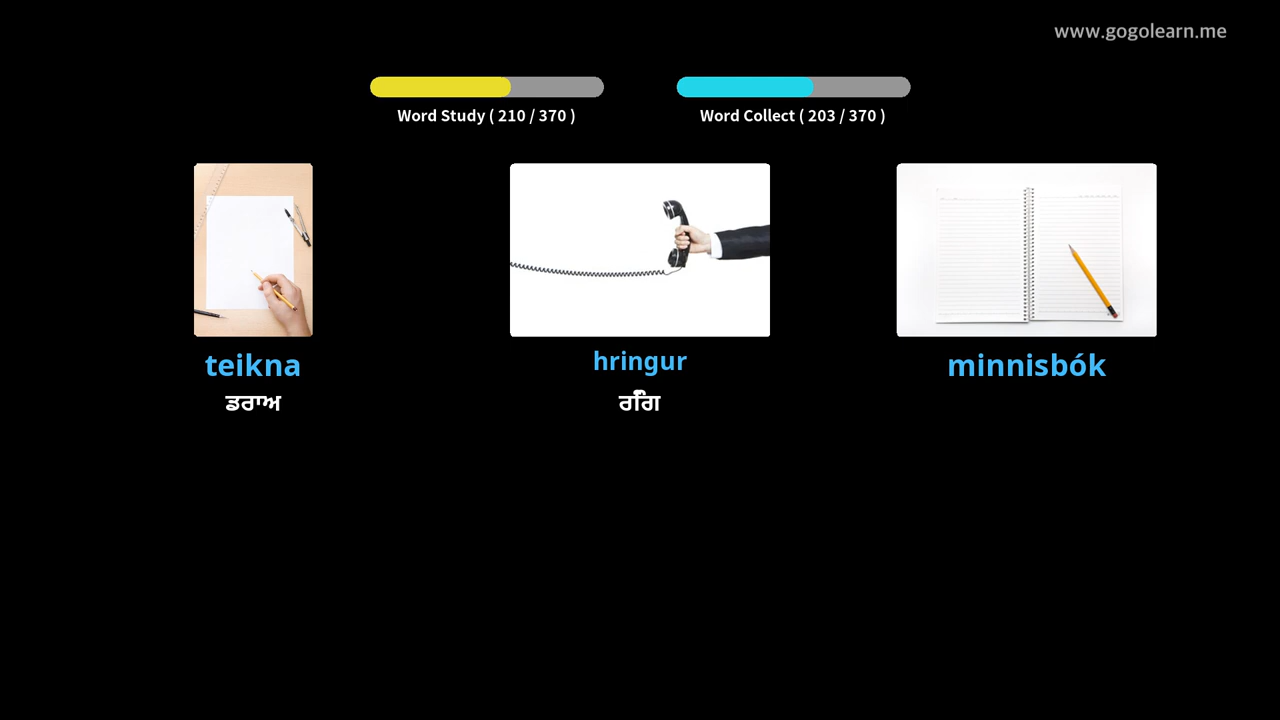 www.gogolearn.me
Word Study ( 210 / 370 )
Word Collect ( 203 / 370 )
teikna
hringur
minnisbók
ਡਰਾਅ
ਰਿੰਗ